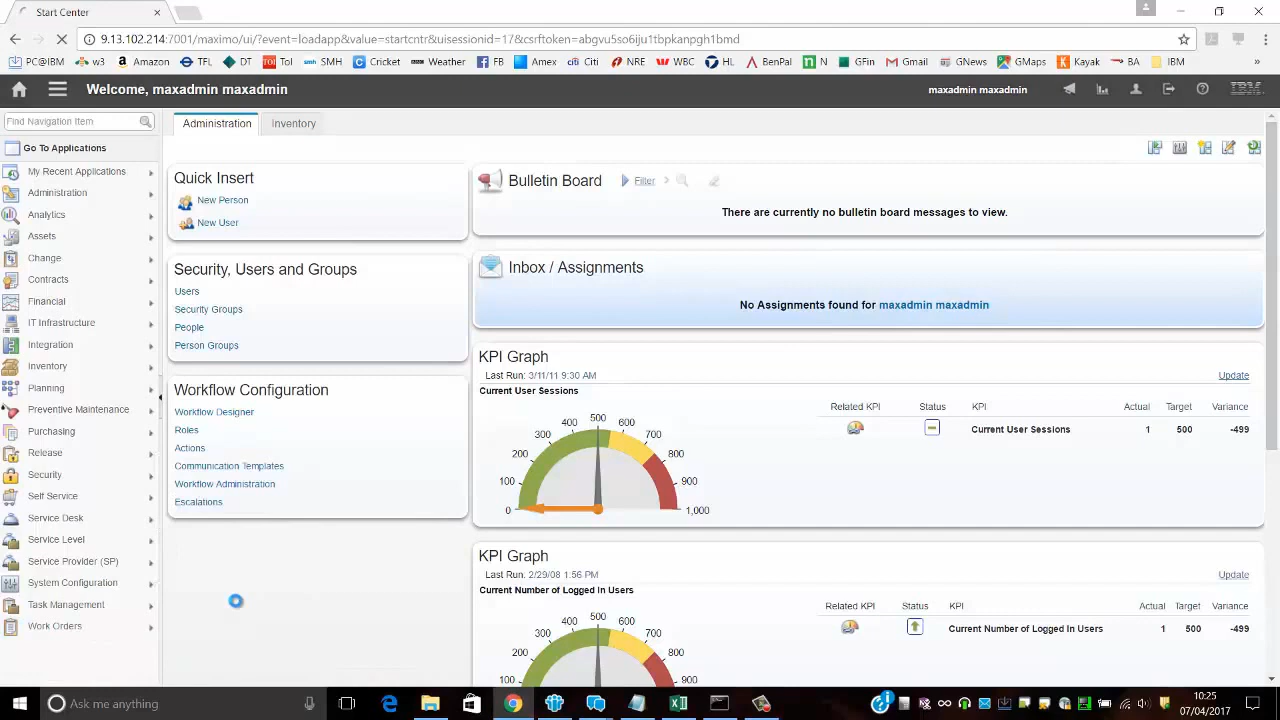 Start Center
9.13.102.214:7001/maximo/ui/?event=loadapp&value=startcntr&uisessionid=17&csrftoken=abgvu5so6iju1tbpkanpgh1bmd
PC@IBM w3 Amazon TFL DT TOI ToI smh SMH Cricket Weather FB Amex citi Citi NRE WBC HL BenPal N GFin Gmail GNews GMaps Kayak BA IBM »
Welcome, maxadmin maxadmin
maxadmin maxadmin
IBM
Find Navigation Item
Administration
Inventory
Go To Applications
My Recent Applications
Administration
Analytics
Assets
Change
Contracts
Financial
IT Infrastructure
Integration
Inventory
Planning
Preventive Maintenance
Purchasing
Release
Security
Self Service
Service Desk
Service Level
Service Provider (SP)
System Configuration
Task Management
Work Orders
Quick Insert
New Person
New User
Security, Users and Groups
Users
Security Groups
People
Person Groups
Workflow Configuration
Workflow Designer
Roles
Actions
Communication Templates
Workflow Administration
Escalations
Bulletin Board Filter
There are currently no bulletin board messages to view.
Inbox / Assignments
No Assignments found for maxadmin maxadmin
KPI Graph
Last Run: 3/11/11 9:30 AM Update
Current User Sessions
0 100 200 300 400 500 600 700 800 900 1,000
Related KPI Status KPI Actual Target Variance
Current User Sessions 1 500 -499
KPI Graph
Last Run: 2/29/08 1:56 PM Update
Current Number of Logged In Users
100 200 300 400 500 600 700 800 900
Related KPI Status KPI Actual Target Variance
Current Number of Logged In Users 1 500 -499
Ask me anything
10:25
07/04/2017